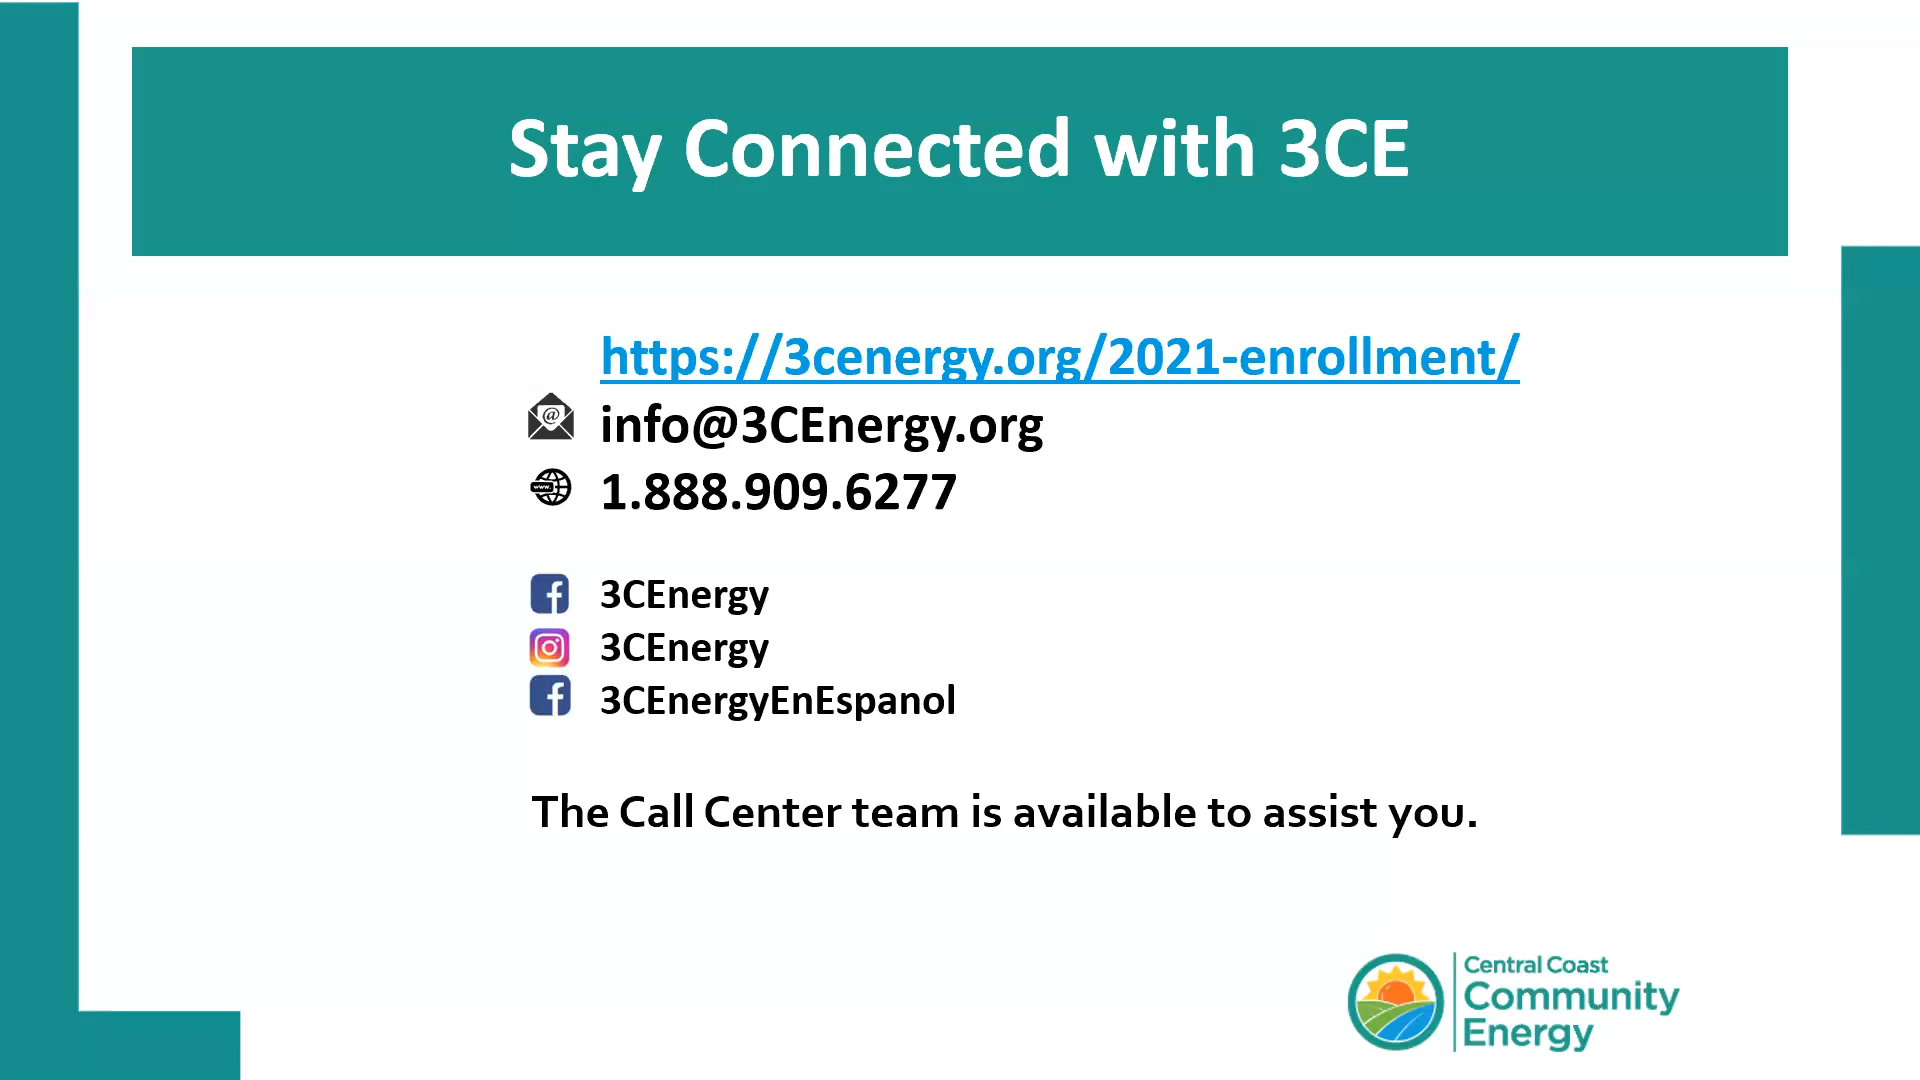 Stay Connected with 3CE
https://3cenergy.org/2021-enrollment/
@
info@3CEnergy.org
www.
1.888.909.6277
3CEnergy
3CEnergy
3CEnergyEnEspanol
The Call Center team is available to assist you.
Central Coast
Community
Energy